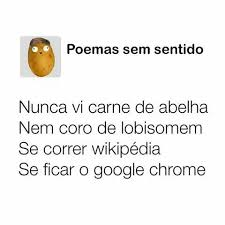 Poemas sem sentido
Nunca vi carne de abelha
Nem coro de lobisomem
Se correr wikipédia
Se ficar o google chrome